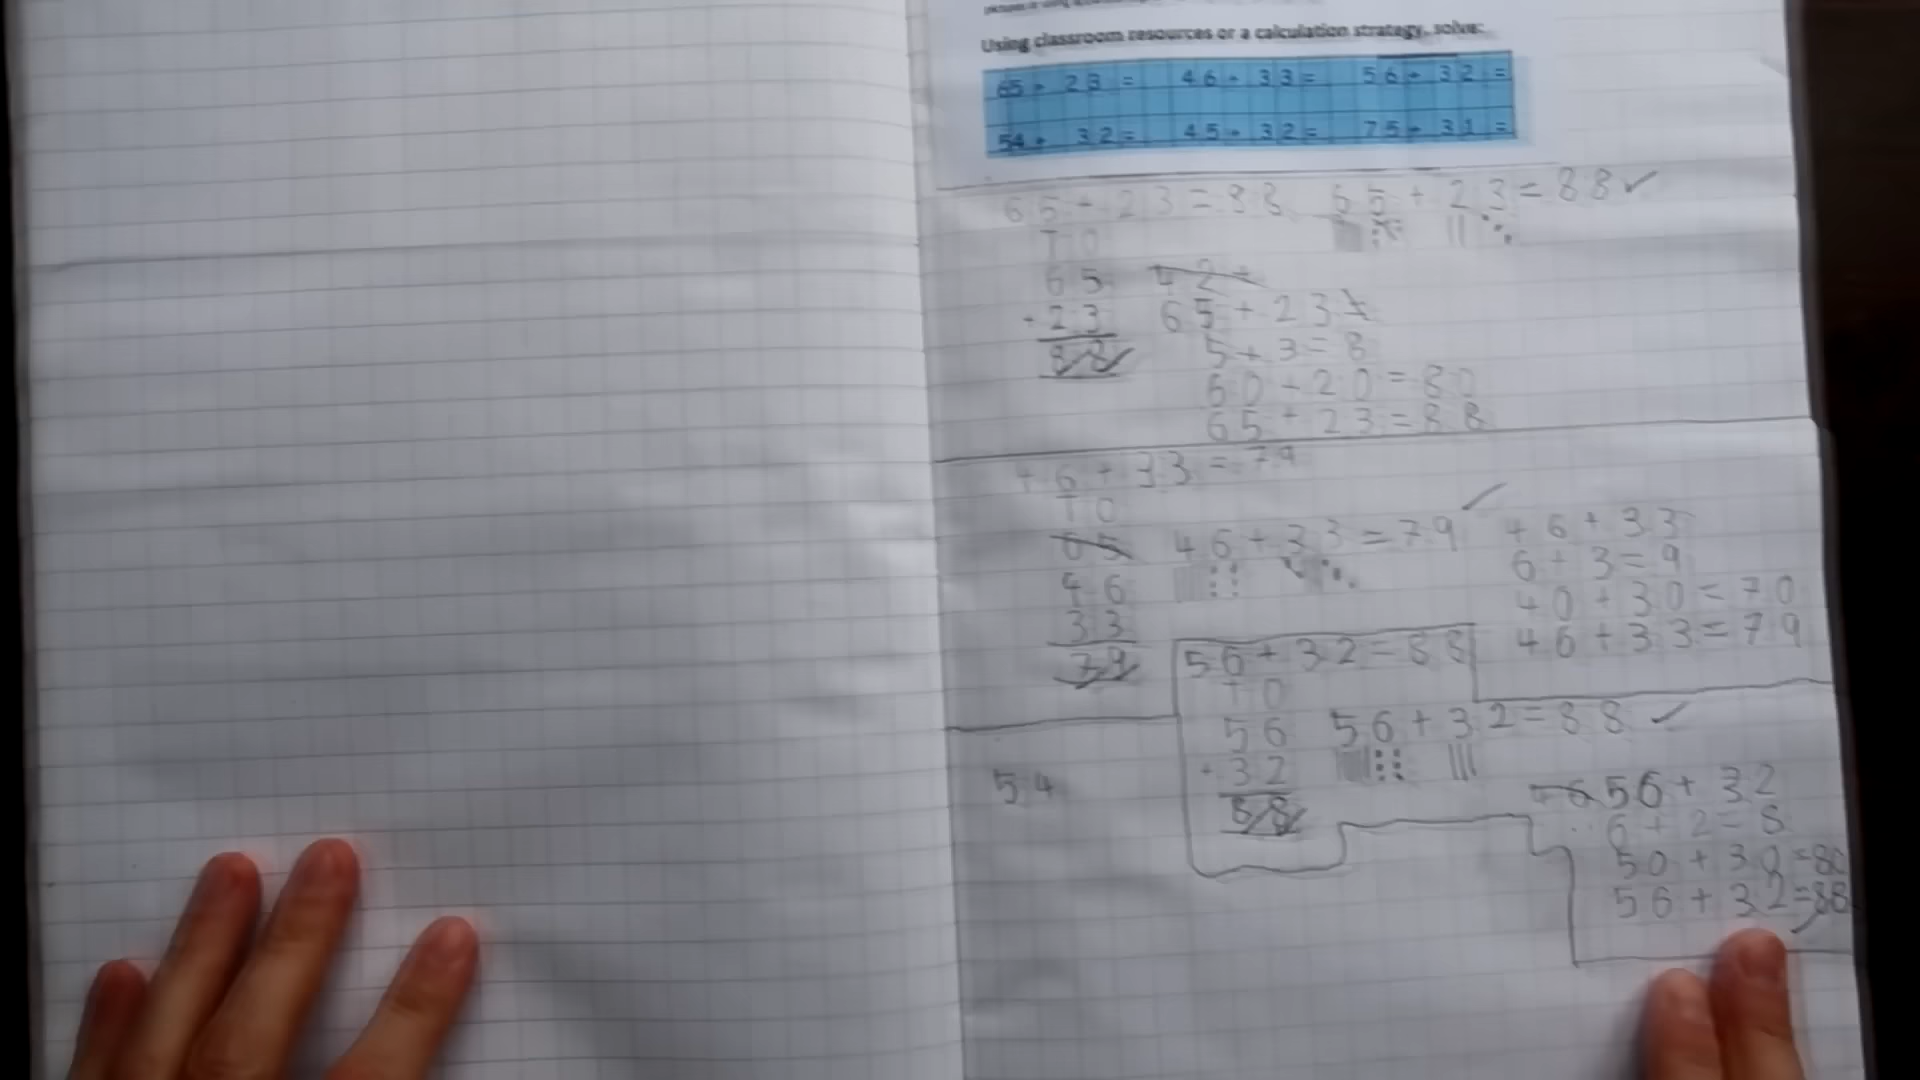 Using classroom resources or a calculation strategy, solve:
65 + 23 = 46 + 33 = 56 + 32 =
54 + 32 = 45 + 32 = 75 + 31 =
65 + 23 = 88 65 + 23 = 88 ✓
T O
65
+ 23
88
42 +
65 + 23
5 + 3 = 8
60 + 20 = 80
65 + 23 = 88
46 + 33 = 79
T O
65
46
33
79
46 + 33 = 79 ✓
46 + 33
6 + 3 = 9
40 + 30 = 70
46 + 33 = 79
56 + 32 = 88
T O
56
+ 32
88
56 + 32 = 88 ✓
56 + 32
6 + 2 = 8
50 + 30 = 80
56 + 32 = 88
54